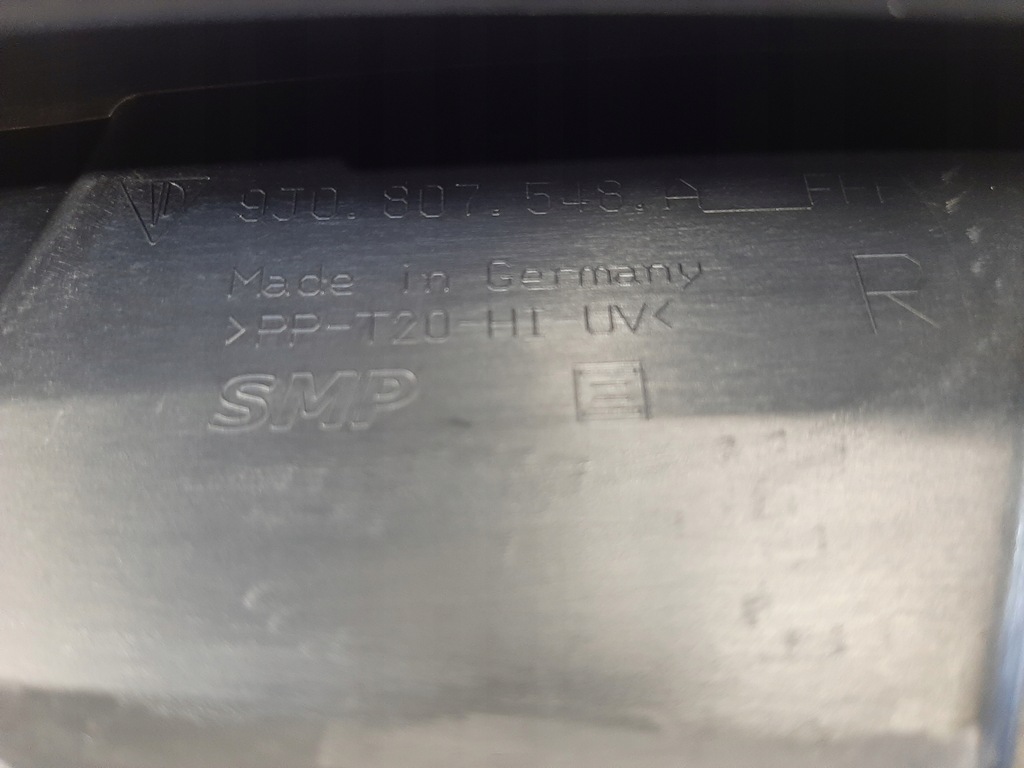 9J0.807.548.A
R
Made in Germany
>PP-T20-HI UV<
SMP